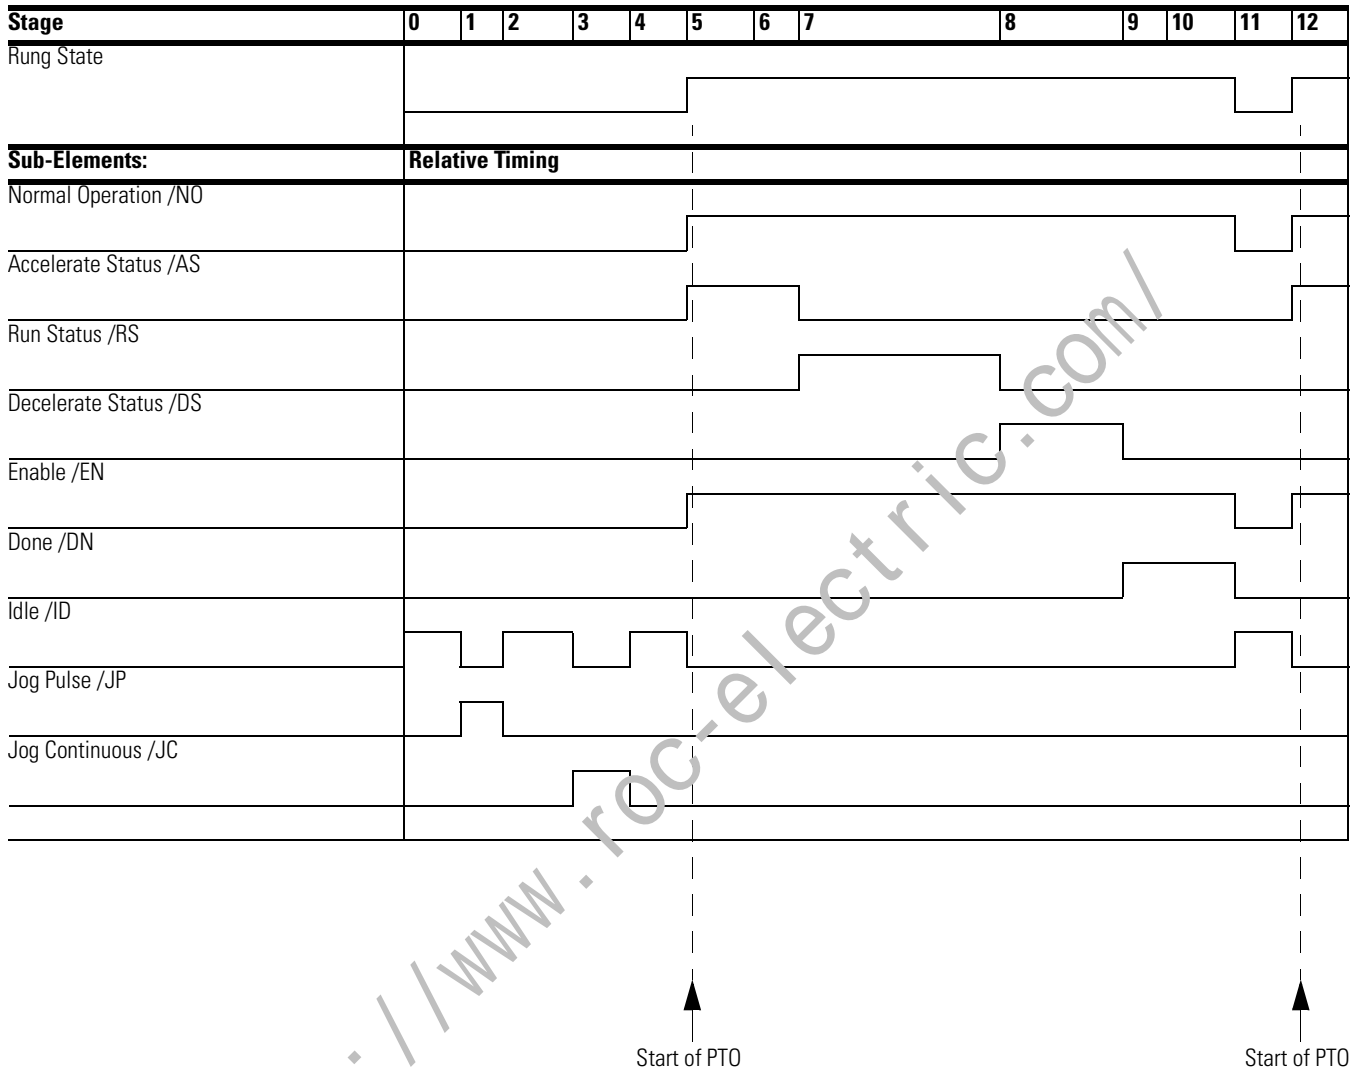 Stage 0 1 2 3 4 5 6 7 8 9 10 11 12
Rung State
Sub-Elements: Relative Timing
Normal Operation /NO
Accelerate Status /AS
Run Status /RS
Decelerate Status /DS
Enable /EN
Done /DN
Idle /ID
Jog Pulse /JP
Jog Continuous /JC
://www.roc-electric.com/
Start of PTO Start of PTO